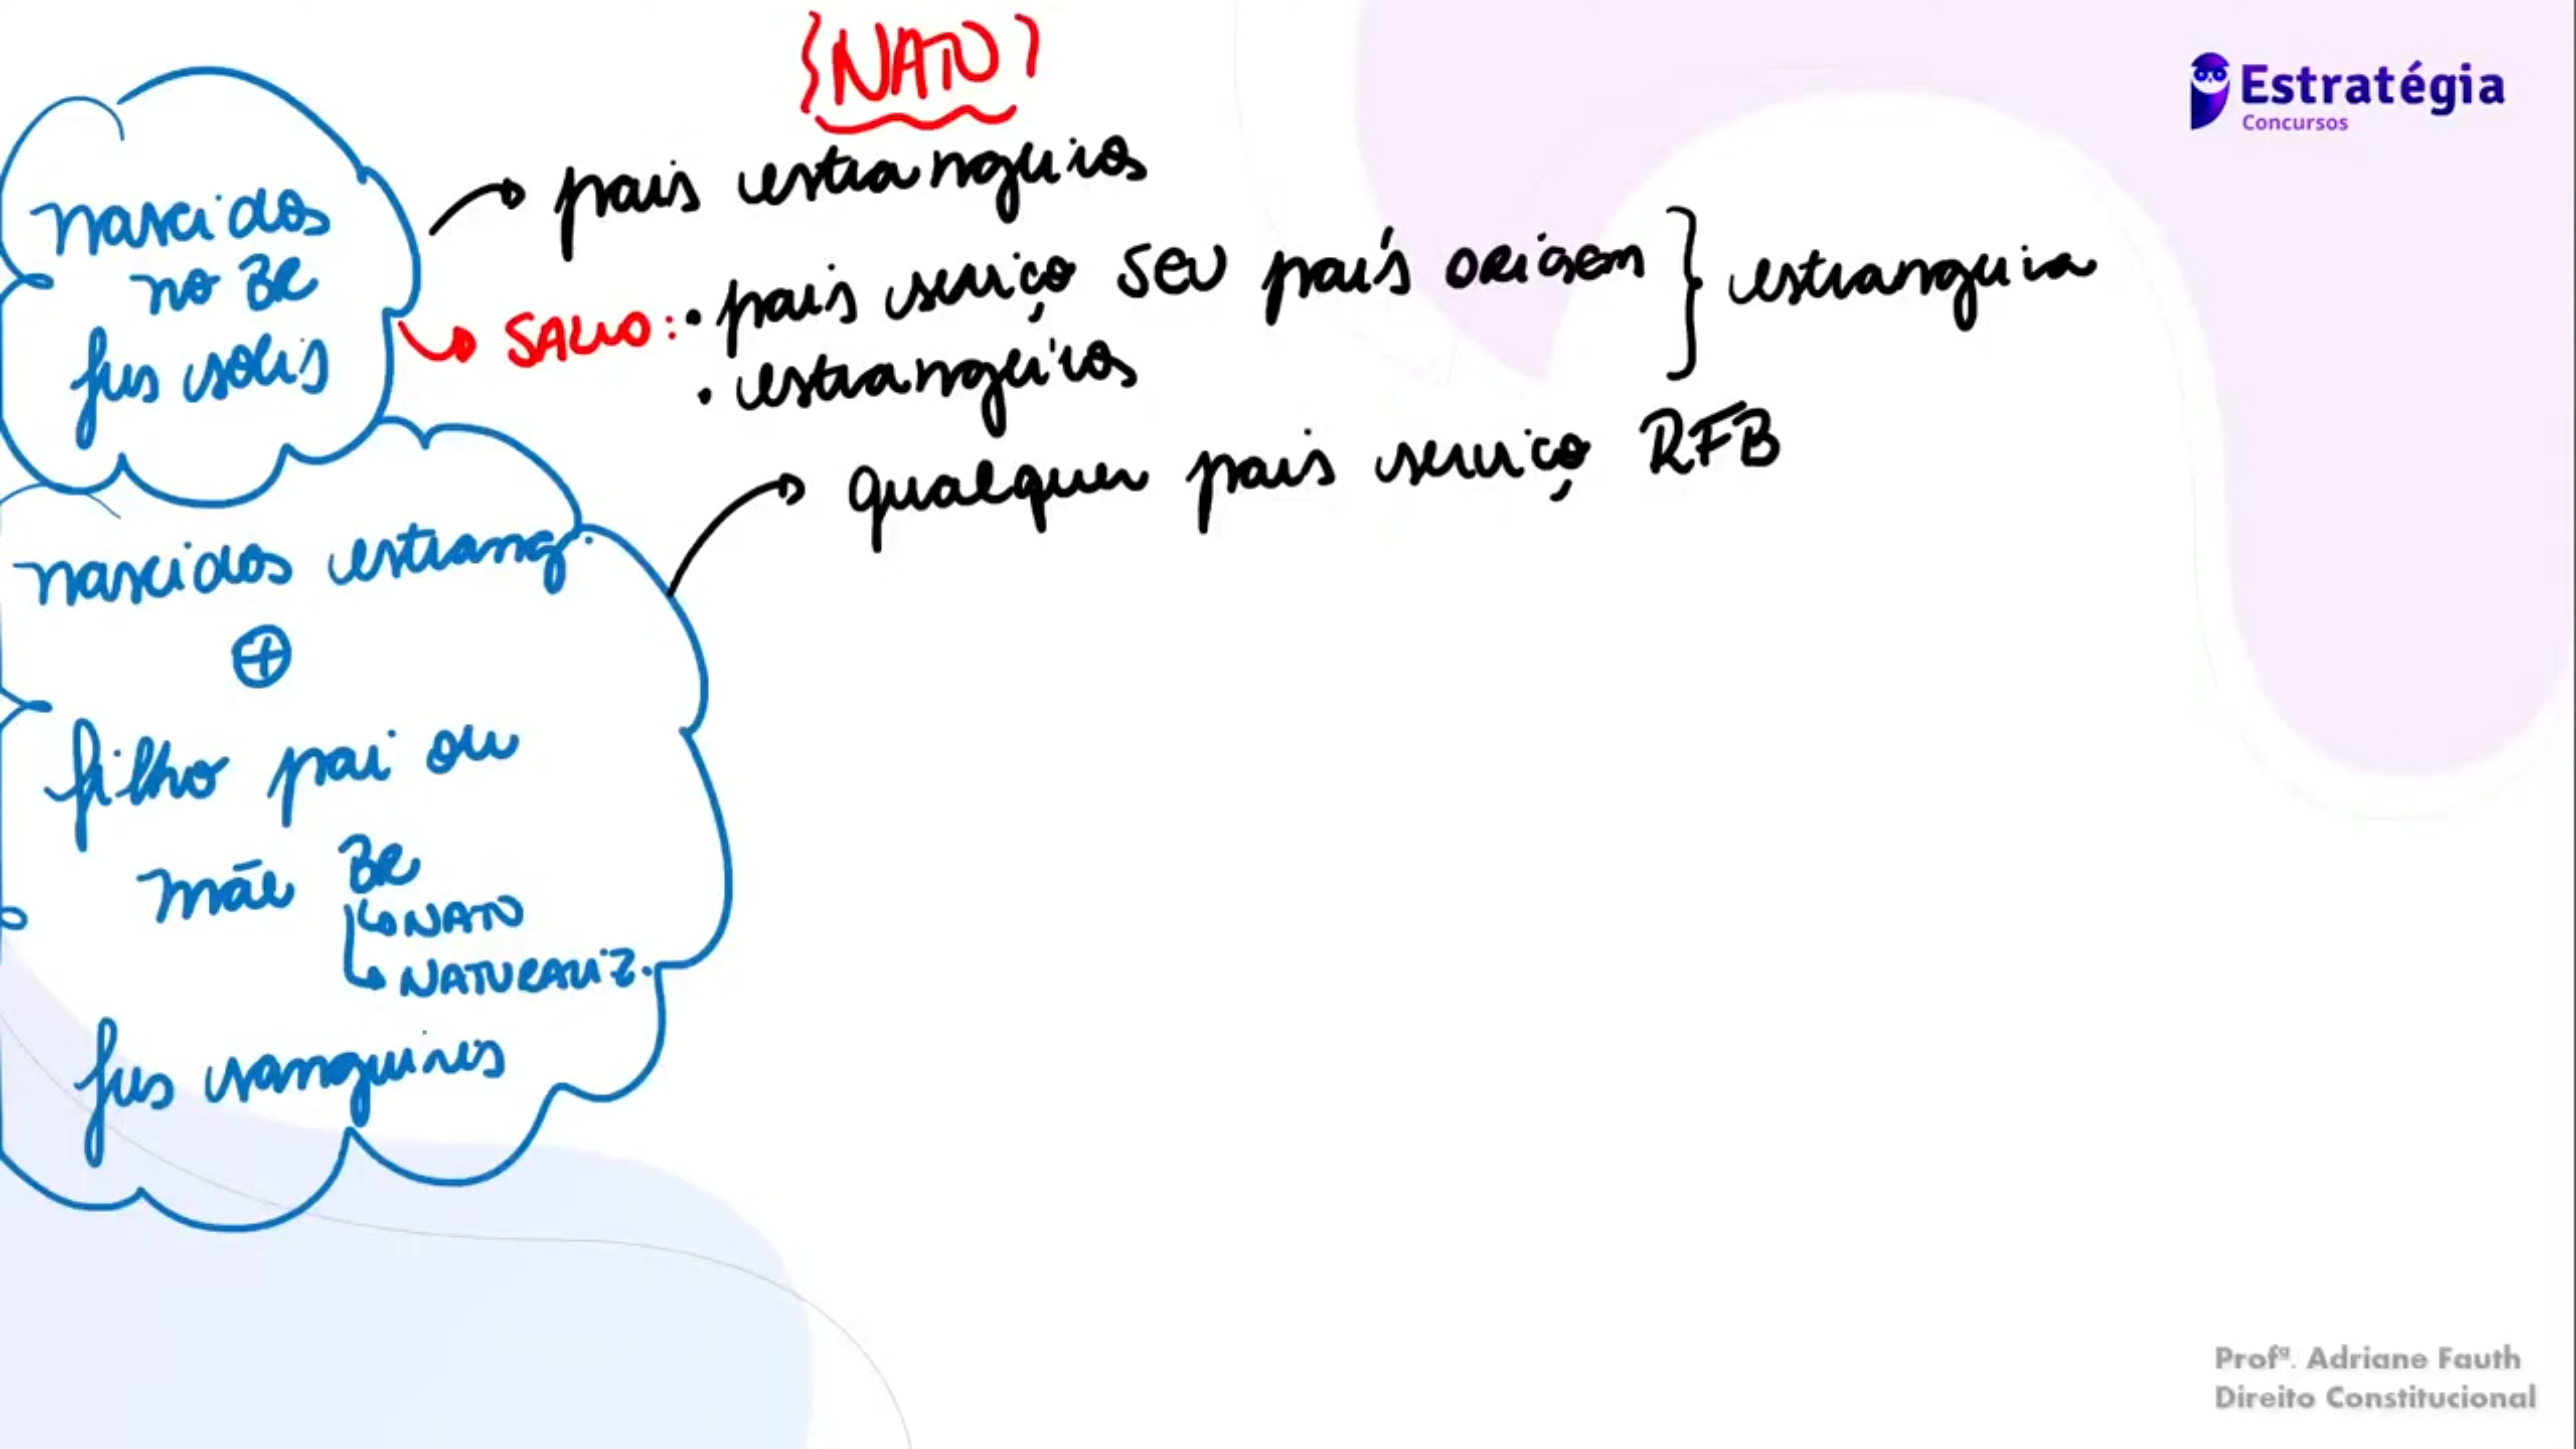 {NATO}
Estratégia
Concursos
nascidos
no BR
jus solis
pais estrangeiros
SALVO: • pais serviço SEU país ORIGEM } estrangeira
• estrangeiros
qualquer pais serviço RFB
nascidos estrang.
+
filho pai ou
mãe BR
NATO
NATURALIZ.
jus sanguinis
Profª. Adriane Fauth
Direito Constitucional